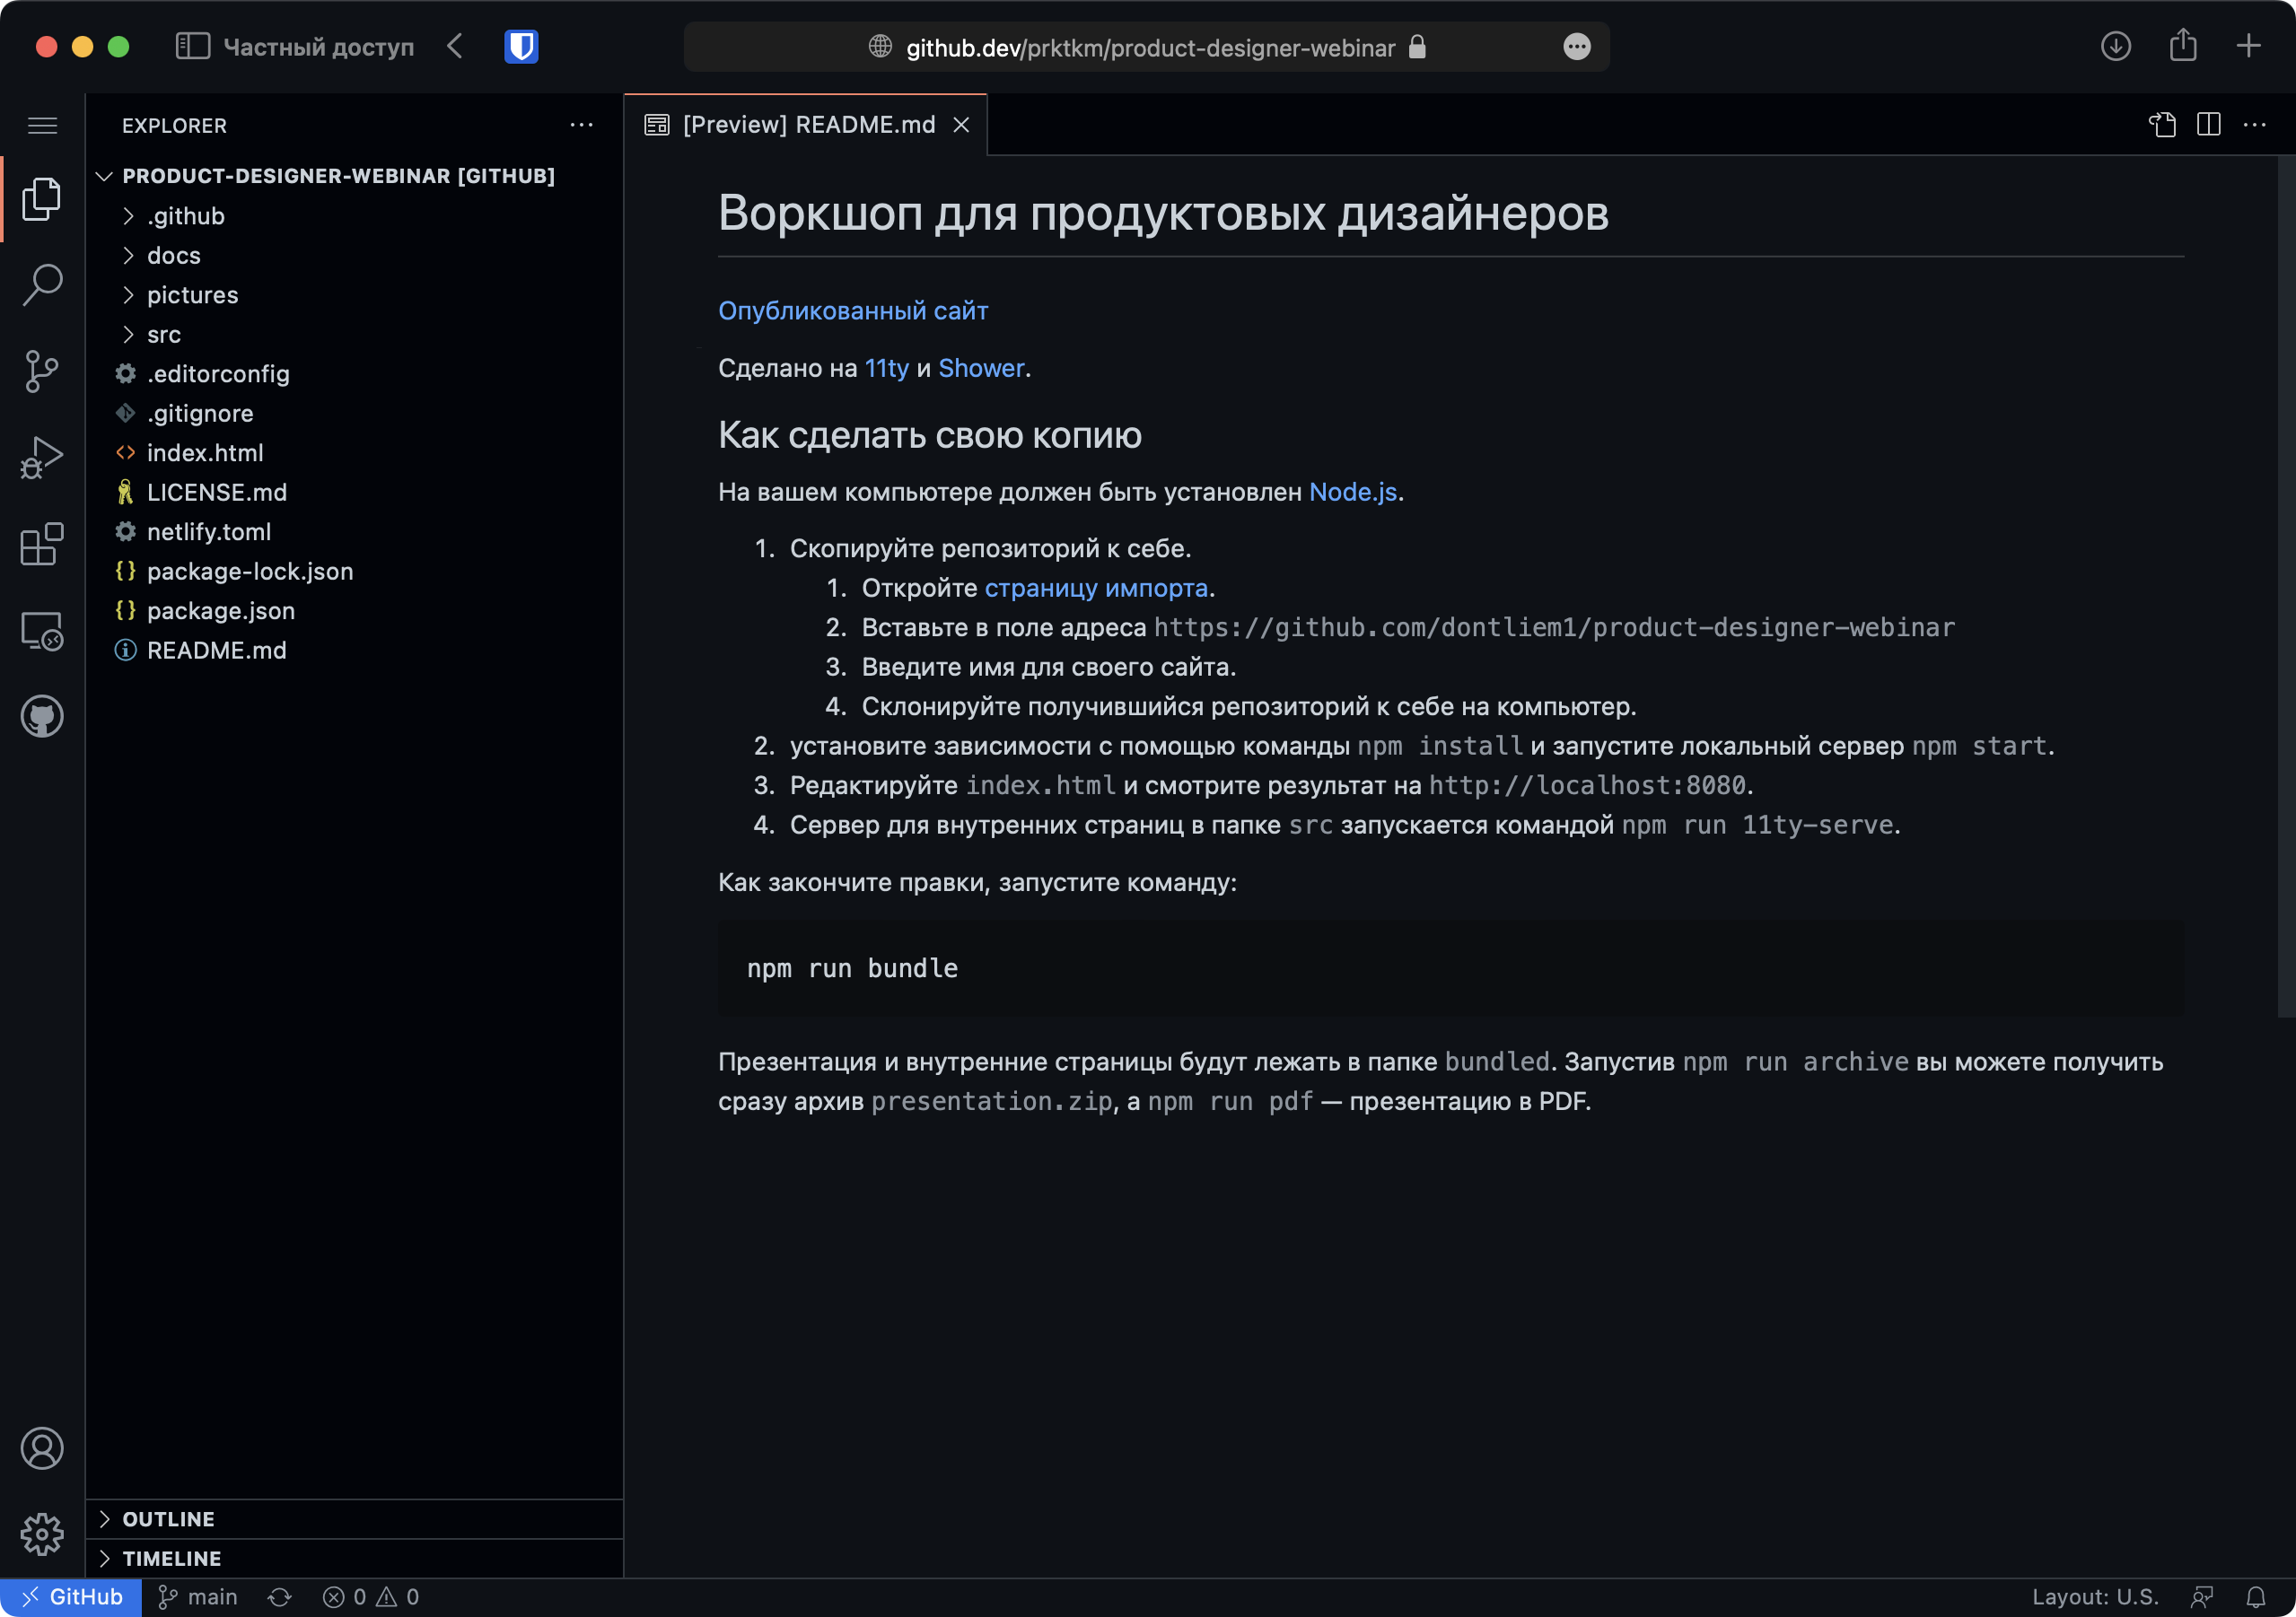 Частный доступ
github.dev/prktkm/product-designer-webinar
EXPLORER
PRODUCT-DESIGNER-WEBINAR [GITHUB]
.github
docs
pictures
src
.editorconfig
.gitignore
index.html
LICENSE.md
netlify.toml
package-lock.json
package.json
README.md
OUTLINE
TIMELINE
[Preview] README.md
Воркшоп для продуктовых дизайнеров
Опубликованный сайт
Сделано на 11ty и Shower.
Как сделать свою копию
На вашем компьютере должен быть установлен Node.js.
1. Скопируйте репозиторий к себе.
1. Откройте страницу импорта.
2. Вставьте в поле адреса https://github.com/dontliem1/product-designer-webinar
3. Введите имя для своего сайта.
4. Склонируйте получившийся репозиторий к себе на компьютер.
2. установите зависимости с помощью команды npm install и запустите локальный сервер npm start.
3. Редактируйте index.html и смотрите результат на http://localhost:8080.
4. Сервер для внутренних страниц в папке src запускается командой npm run 11ty-serve.
Как закончите правки, запустите команду:
npm run bundle
Презентация и внутренние страницы будут лежать в папке bundled. Запустив npm run archive вы можете получить
сразу архив presentation.zip, а npm run pdf — презентацию в PDF.
GitHub main 0 0 Layout: U.S.